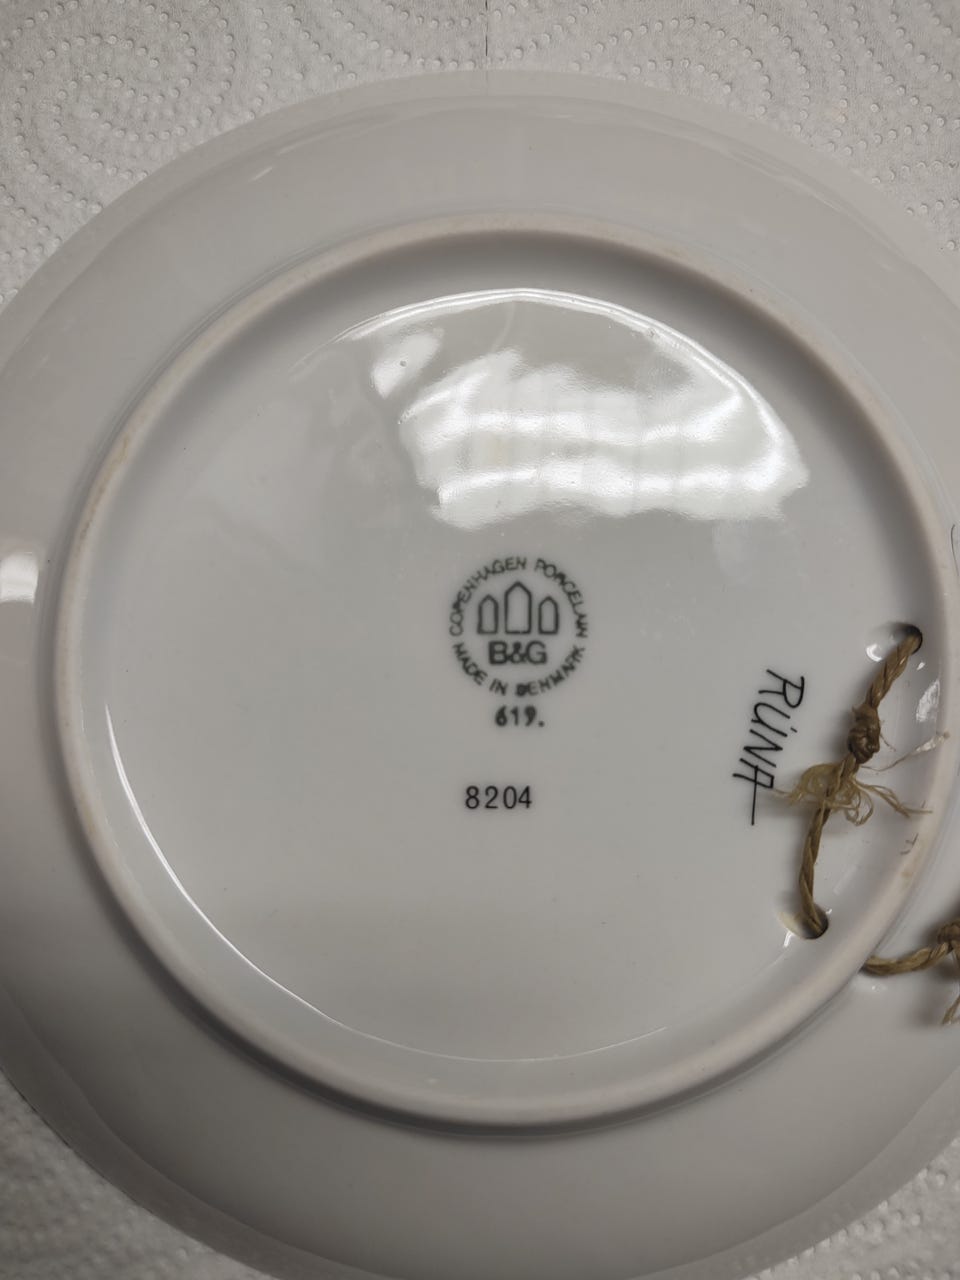 COPENHAGEN PORCELAIN
B&G
MADE IN DENMARK
619.
8204
RÚNA